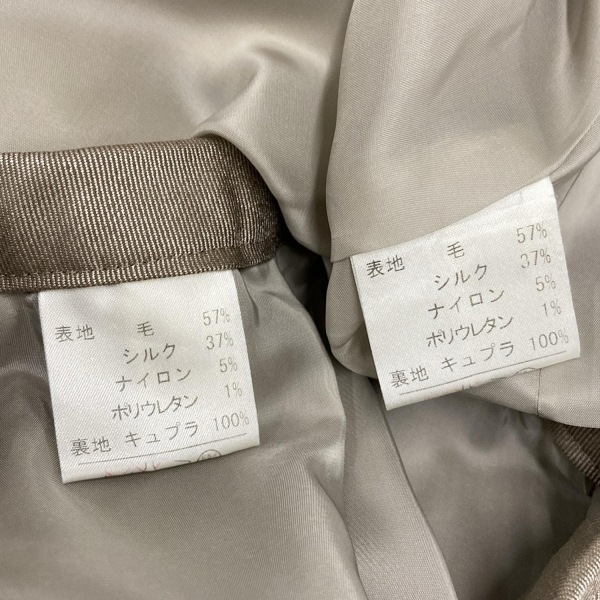 表地 毛 57%
シルク 37%
ナイロン 5%
ポリウレタン 1%
裏地 キュプラ 100%
表地 毛 57%
シルク 37%
ナイロン 5%
ポリウレタン 1%
裏地 キュプラ 100%